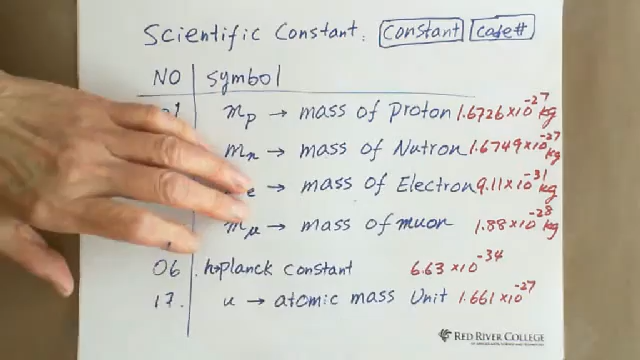 Scientific Constant: Constant code#
NO symbol
01 mp → mass of Proton 1.6726×10⁻²⁷ kg
mn → mass of Nutron 1.6749×10⁻²⁷ kg
e → mass of Electron 9.11×10⁻³¹ kg
mμ → mass of muon 1.88×10⁻²⁸ kg
06 h→planck constant 6.63×10⁻³⁴
17. u → atomic mass Unit 1.661×10⁻²⁷
RED RIVER COLLEGE